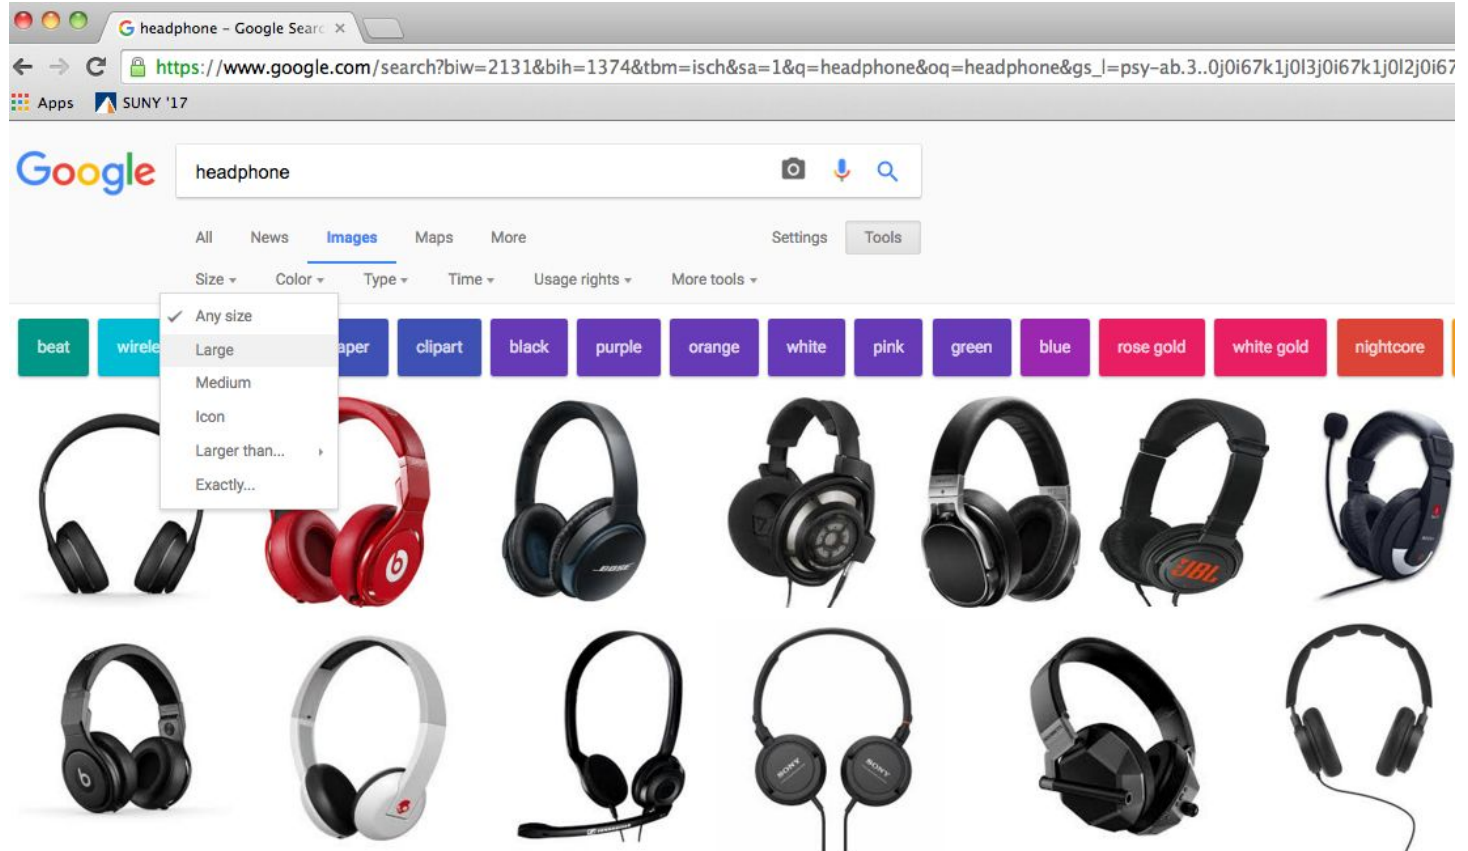 headphone – Google Searc
https://www.google.com/search?biw=2131&bih=1374&tbm=isch&sa=1&q=headphone&oq=headphone&gs_l=psy-ab.3..0j0i67k1j0l3j0i67k1j0l2j0i67
Apps SUNY '17
Google headphone
All News Images Maps More Settings Tools
Size Color Type Time Usage rights More tools
Any size
Large
Medium
Icon
Larger than...
Exactly...
beat wirele aper clipart black purple orange white pink green blue rose gold white gold nightcore
b BOSE JBL
b SONY SONY